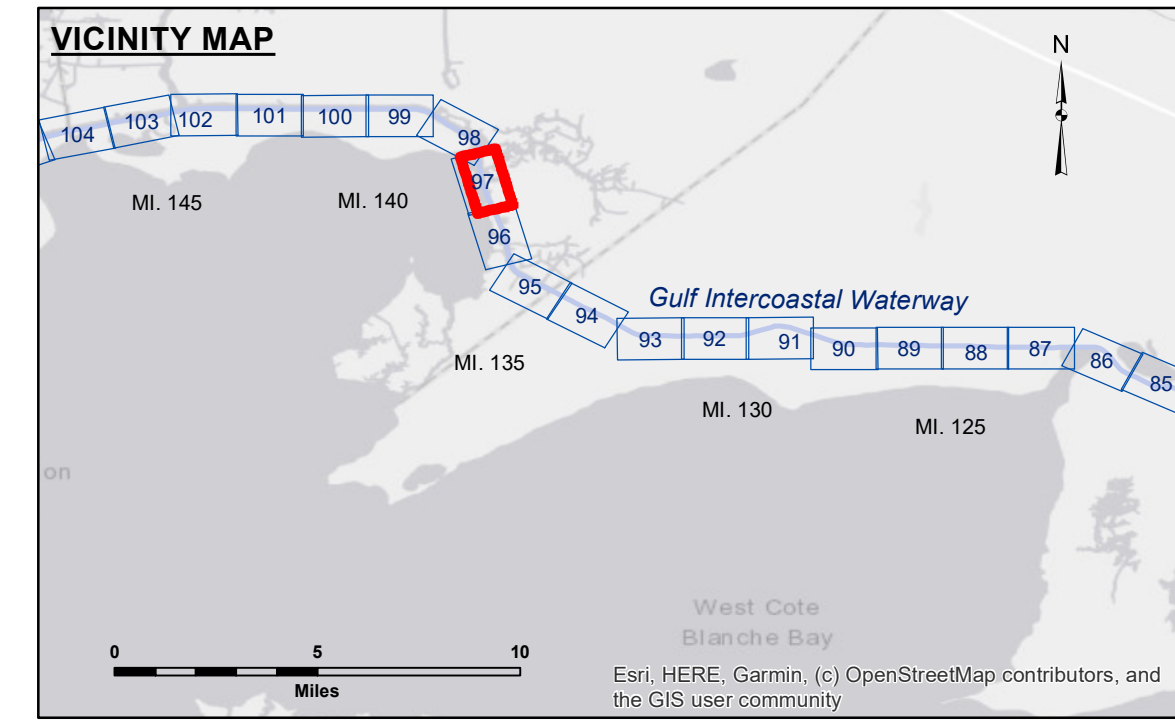 VICINITY MAP
N
104
103
102
101
100
99
98
97
96
95
94
93
92
91
90
89
88
87
86
85
MI. 145
MI. 140
MI. 135
MI. 130
MI. 125
Gulf Intercoastal Waterway
on
West Cote
Blanche Bay
0 5 10
Miles
Esri, HERE, Garmin, (c) OpenStreetMap contributors, and
the GIS user community